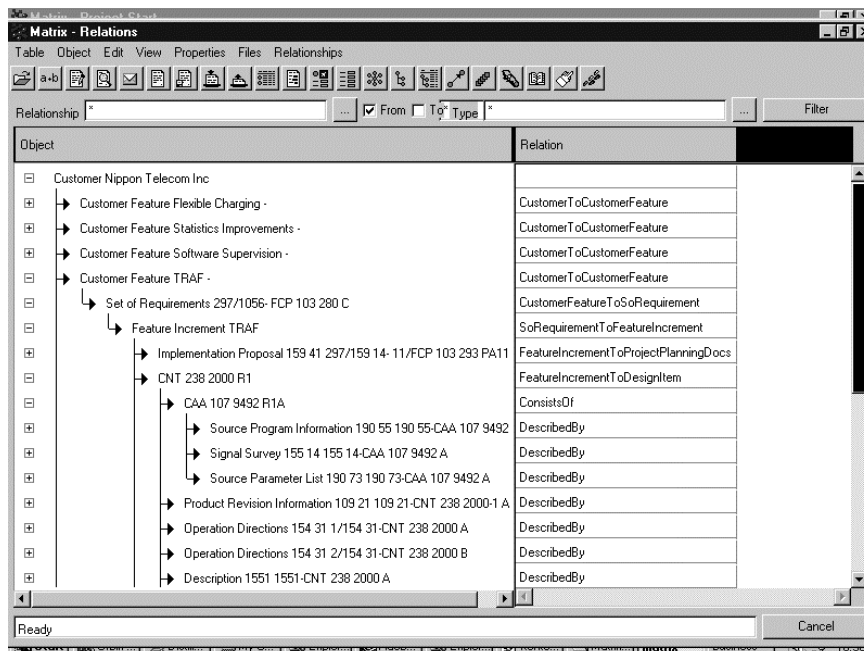 Matrix - Project Start
Matrix - Relations
Table Object Edit View Properties Files Relationships
a-b
Relationship * ... From To * Type * ... Filter
Object Relation
Customer Nippon Telecom Inc
Customer Feature Flexible Charging - CustomerToCustomerFeature
Customer Feature Statistics Improvements - CustomerToCustomerFeature
Customer Feature Software Supervision - CustomerToCustomerFeature
Customer Feature TRAF - CustomerToCustomerFeature
Set of Requirements 297/1056- FCP 103 280 C CustomerFeatureToSoRequirement
Feature Increment TRAF SoRequirementToFeatureIncrement
Implementation Proposal 159 41 297/159 14- 11/FCP 103 293 PA11 FeatureIncrementToProjectPlanningDocs
CNT 238 2000 R1 FeatureIncrementToDesignItem
CAA 107 9492 R1A ConsistsOf
Source Program Information 190 55 190 55-CAA 107 9492 DescribedBy
Signal Survey 155 14 155 14-CAA 107 9492 A DescribedBy
Source Parameter List 190 73 190 73-CAA 107 9492 A DescribedBy
Product Revision Information 109 21 109 21-CNT 238 2000-1 A DescribedBy
Operation Directions 154 31 1/154 31-CNT 238 2000 A DescribedBy
Operation Directions 154 31 2/154 31-CNT 238 2000 B DescribedBy
Description 1551 1551-CNT 238 2000 A DescribedBy
Ready Cancel